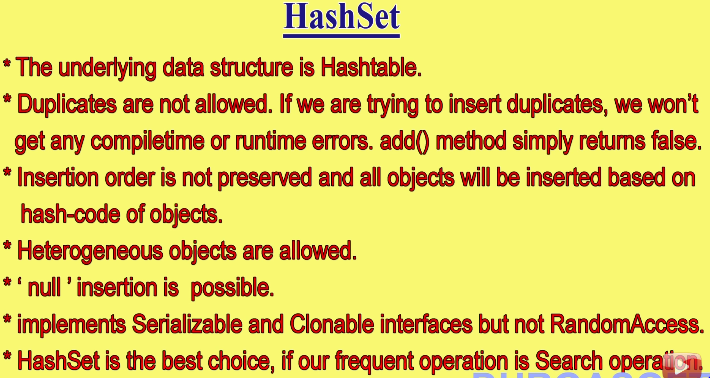 HashSet
* The underlying data structure is Hashtable.
* Duplicates are not allowed. If we are trying to insert duplicates, we won't
get any compiletime or runtime errors. add() method simply returns false.
* Insertion order is not preserved and all objects will be inserted based on
hash-code of objects.
* Heterogeneous objects are allowed.
* ‘ null ’ insertion is possible.
* implements Serializable and Clonable interfaces but not RandomAccess.
* HashSet is the best choice, if our frequent operation is Search operation.